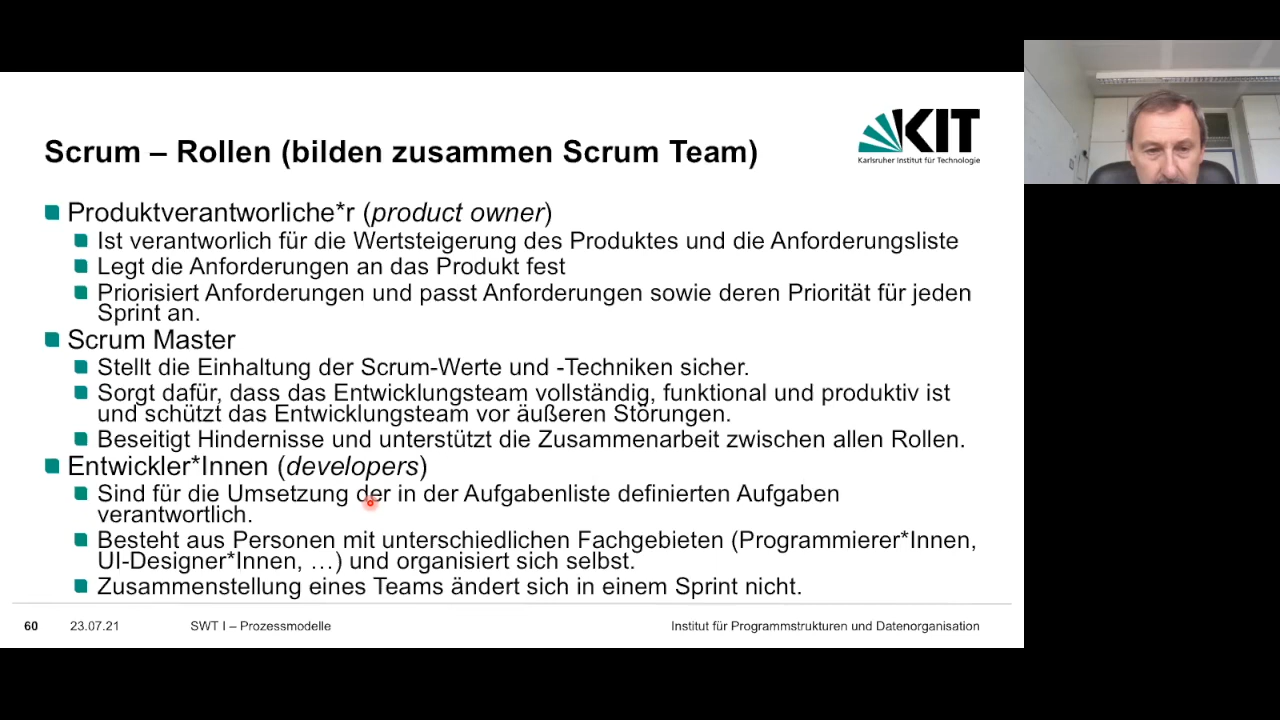 KIT
Karlsruher Institut für Technologie
Scrum – Rollen (bilden zusammen Scrum Team)
Produktverantworliche*r (product owner)
Ist verantworlich für die Wertsteigerung des Produktes und die Anforderungsliste
Legt die Anforderungen an das Produkt fest
Priorisiert Anforderungen und passt Anforderungen sowie deren Priorität für jeden
Sprint an.
Scrum Master
Stellt die Einhaltung der Scrum-Werte und -Techniken sicher.
Sorgt dafür, dass das Entwicklungsteam vollständig, funktional und produktiv ist
und schützt das Entwicklungsteam vor äußeren Störungen.
Beseitigt Hindernisse und unterstützt die Zusammenarbeit zwischen allen Rollen.
Entwickler*Innen (developers)
Sind für die Umsetzung der in der Aufgabenliste definierten Aufgaben
verantwortlich.
Besteht aus Personen mit unterschiedlichen Fachgebieten (Programmierer*Innen,
UI-Designer*Innen, …) und organisiert sich selbst.
Zusammenstellung eines Teams ändert sich in einem Sprint nicht.
60 23.07.21 SWT I – Prozessmodelle Institut für Programmstrukturen und Datenorganisation